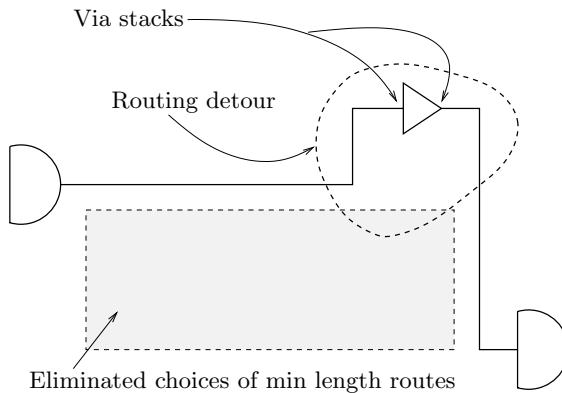 Via stacks
Routing detour
Eliminated choices of min length routes